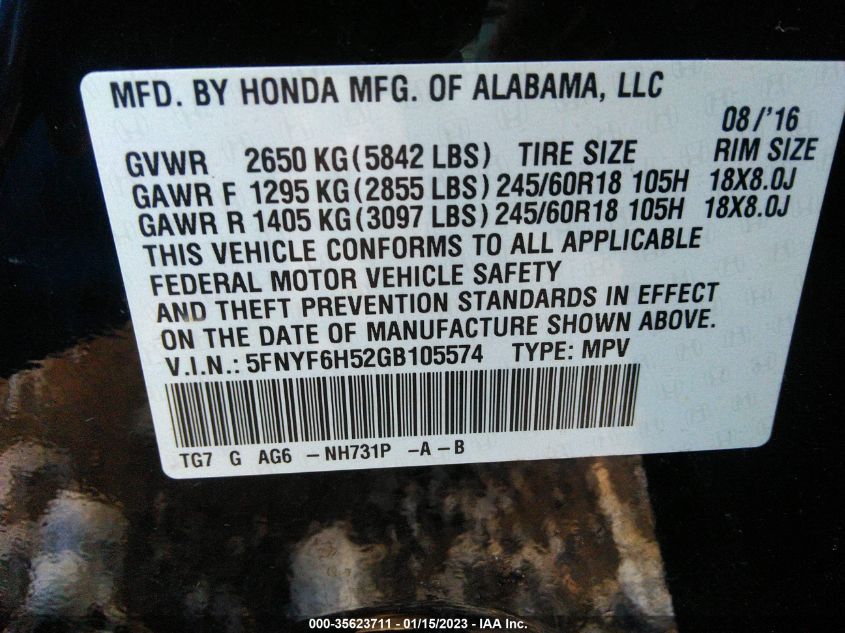 MFD. BY HONDA MFG. OF ALABAMA, LLC
08/'16
GVWR 2650 KG(5842 LBS) TIRE SIZE RIM SIZE
GAWR F 1295 KG(2855 LBS) 245/60R18 105H 18X8.0J
GAWR R 1405 KG(3097 LBS) 245/60R18 105H 18X8.0J
THIS VEHICLE CONFORMS TO ALL APPLICABLE
FEDERAL MOTOR VEHICLE SAFETY
AND THEFT PREVENTION STANDARDS IN EFFECT
ON THE DATE OF MANUFACTURE SHOWN ABOVE.
V.I.N.: 5FNYF6H52GB105574 TYPE: MPV
TG7 G AG6 -NH731P -A-B
000-35623711 - 01/15/2023 - IAA Inc.